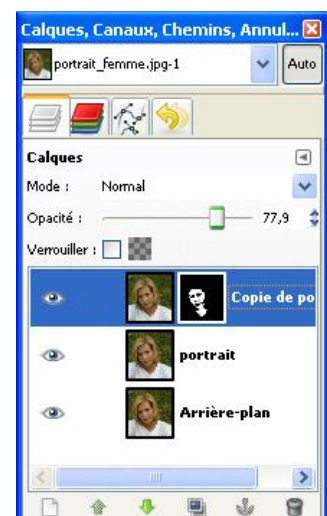 Calques, Canaux, Chemins, Annul...
portrait_femme.jpg-1
Auto
Calques
Mode : Normal
Opacité : 77,9
Verrouiller :
Copie de po
portrait
Arrière-plan